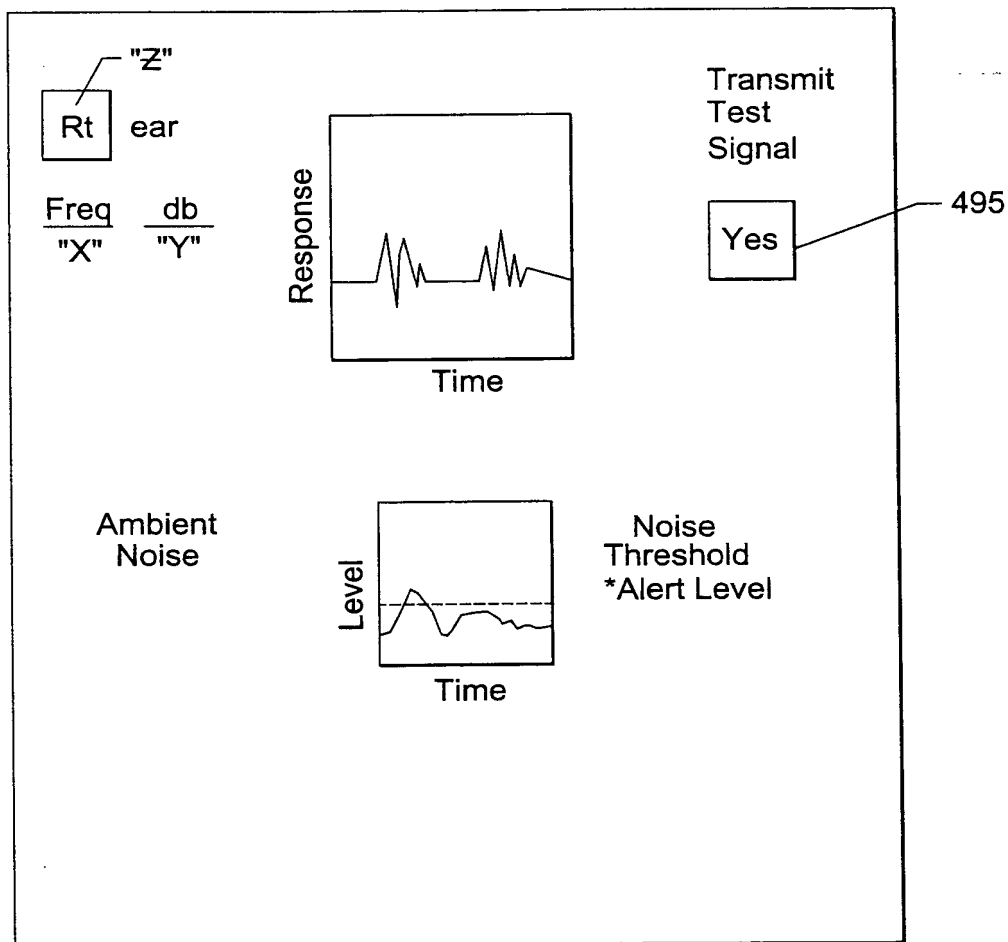 "Z"
Rt ear
Freq db
"X" "Y"
Response
Time
Transmit
Test
Signal
Yes
495
Ambient
Noise
Level
Time
Noise
Threshold
*Alert Level